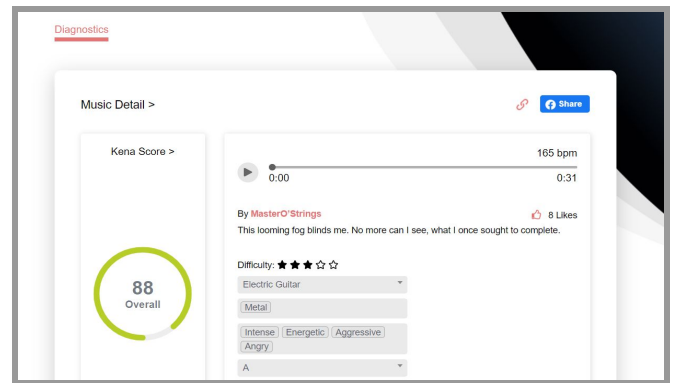 Diagnostics
Music Detail >
Share
Kena Score >
88
Overall
165 bpm
0:00
0:31
By MasterO'Strings
8 Likes
This looming fog blinds me. No more can I see, what I once sought to complete.
Difficulty:
Electric Guitar
Metal
Intense Energetic Aggressive
Angry
A